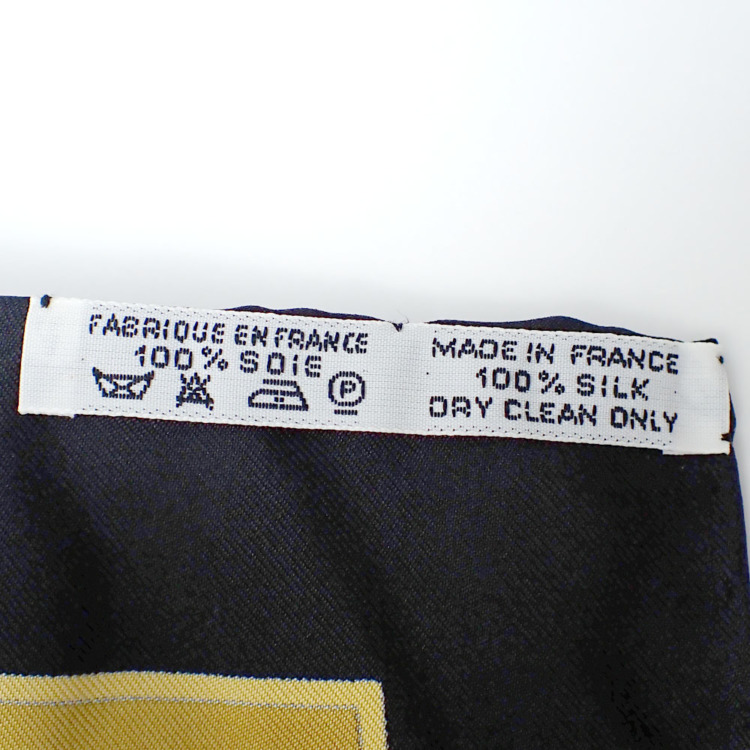 FABRIQUE EN FRANCE
100% SOIE
P
MADE IN FRANCE
100% SILK
DRY CLEAN ONLY